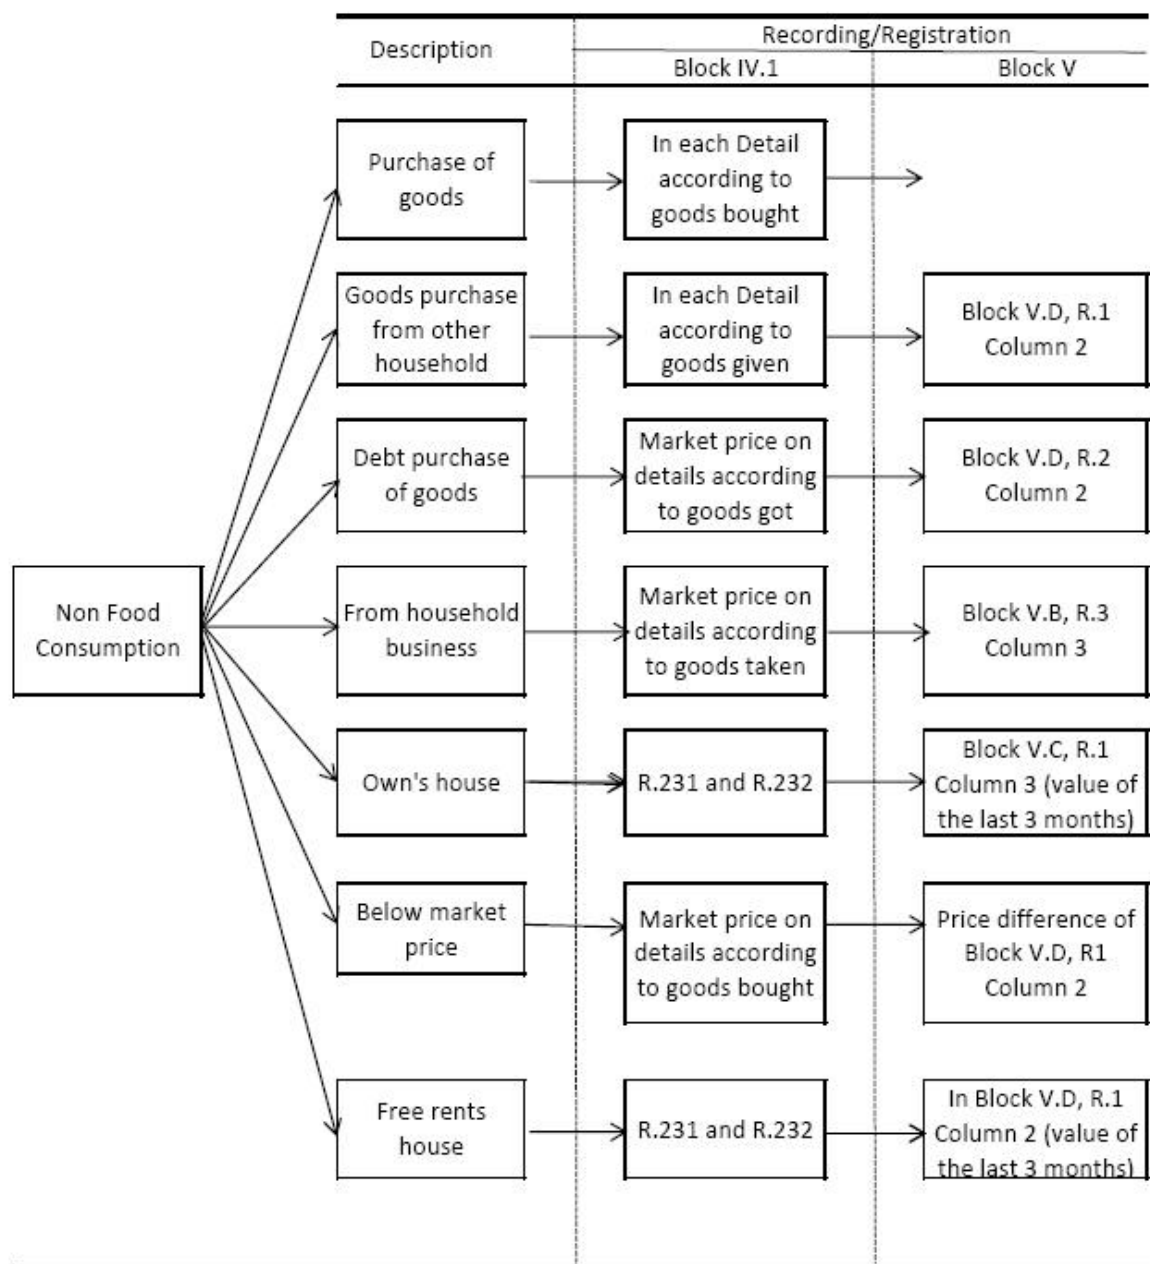 Description
Recording/Registration
Block IV.1
Block V
Purchase of
goods
In each Detail
according to
goods bought
Goods purchase
from other
household
In each Detail
according to
goods given
Block V.D, R.1
Column 2
Debt purchase
of goods
Market price on
details according
to goods got
Block V.D, R.2
Column 2
Non Food
Consumption
From household
business
Market price on
details according
to goods taken
Block V.B, R.3
Column 3
Own's house
R.231 and R.232
Block V.C, R.1
Column 3 (value of
the last 3 months)
Below market
price
Market price on
details according
to goods bought
Price difference of
Block V.D, R1
Column 2
Free rents
house
R.231 and R.232
In Block V.D, R.1
Column 2 (value of
the last 3 months)